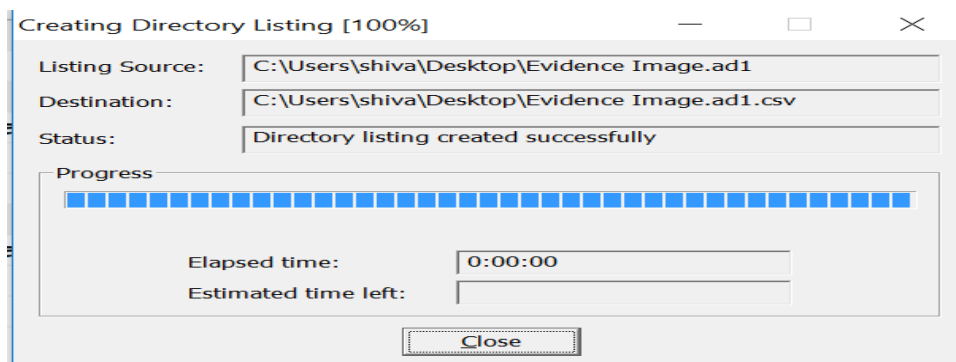 Creating Directory Listing [100%]
Listing Source: C:\Users\shiva\Desktop\Evidence Image.ad1
Destination: C:\Users\shiva\Desktop\Evidence Image.ad1.csv
Status: Directory listing created successfully
Progress
Elapsed time: 0:00:00
Estimated time left:
Close